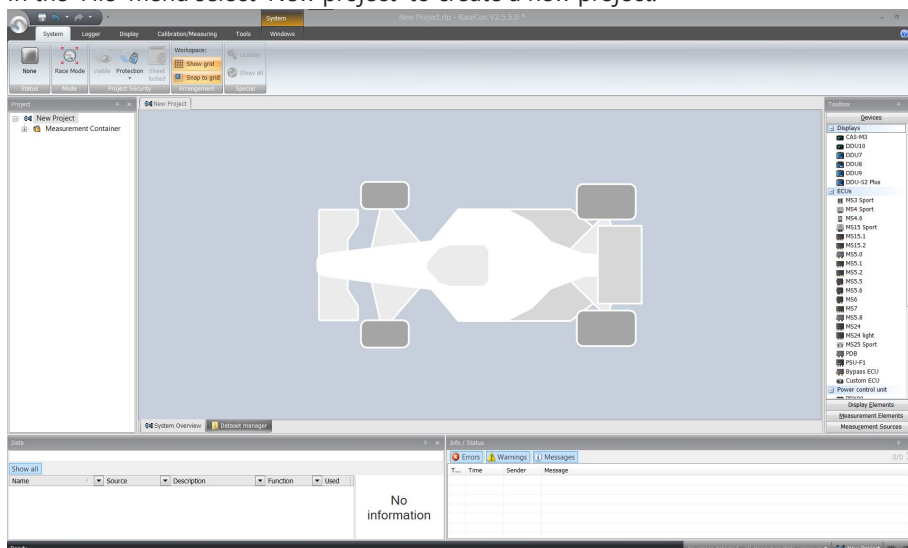 In the 'File' menu select 'New project' to create a new project.
System
New Project.rtp - RaceCon V2.5.5.0 *
System Logger Display Calibration/Measuring Tools Windows
Workspace:
None
Race Mode
visible
Protection
Sheet locked
Show grid
Snap to grid
Show all
Status
Mode
Project Security
Arrangement
Special
Project
New Project
Measurement Container
New Project
System Overview
Dataset manager
Toolbox
Devices
Displays
CAS-M3
DDU10
DDU7
DDU8
DDU9
DDU-S2 Plus
ECUs
MS3 Sport
MS4 Sport
MS4.6
MS15 Sport
MS15.1
MS15.2
MS5.0
MS5.1
MS5.2
MS5.5
MS5.6
MS6
MS7
MS5.8
MS24
MS24 light
MS25 Sport
PDB
PSU-F1
Bypass ECU
Custom ECU
Power control unit
Display Elements
Measurement Elements
Measurement Sources
Data
Show all
Name Source Description Function Used
No
information
Info / Status
Errors Warnings Messages
0/0
T... Time Sender Message
Ready